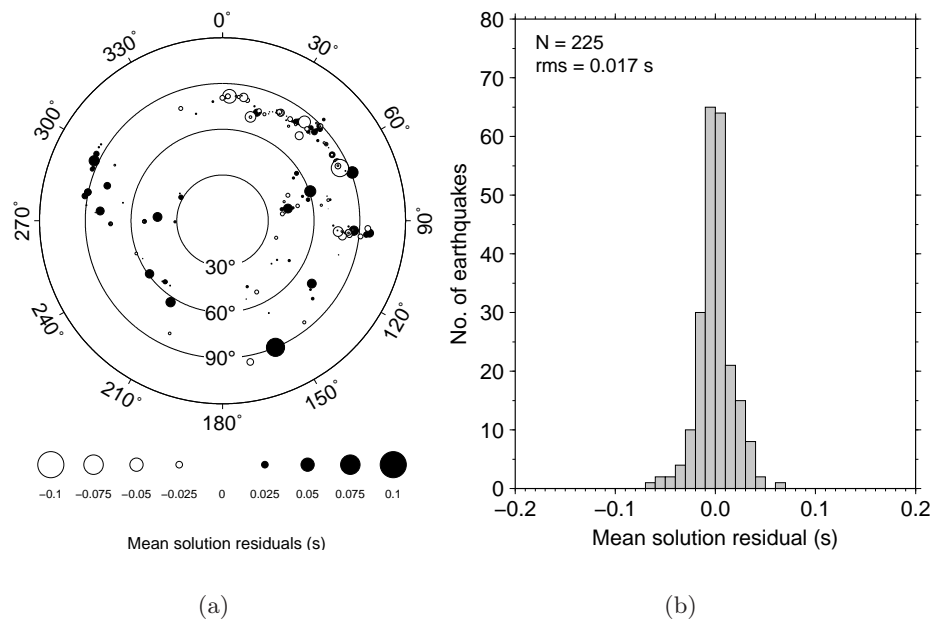 0°
30°
60°
90°
120°
150°
180°
210°
240°
270°
300°
330°
30°
60°
90°
−0.1 −0.075 −0.05 −0.025 0 0.025 0.05 0.075 0.1
Mean solution residuals (s)
(a)
N = 225
rms = 0.017 s
80
70
60
50
40
30
20
10
0
No. of earthquakes
−0.2 −0.1 0.0 0.1 0.2
Mean solution residual (s)
(b)